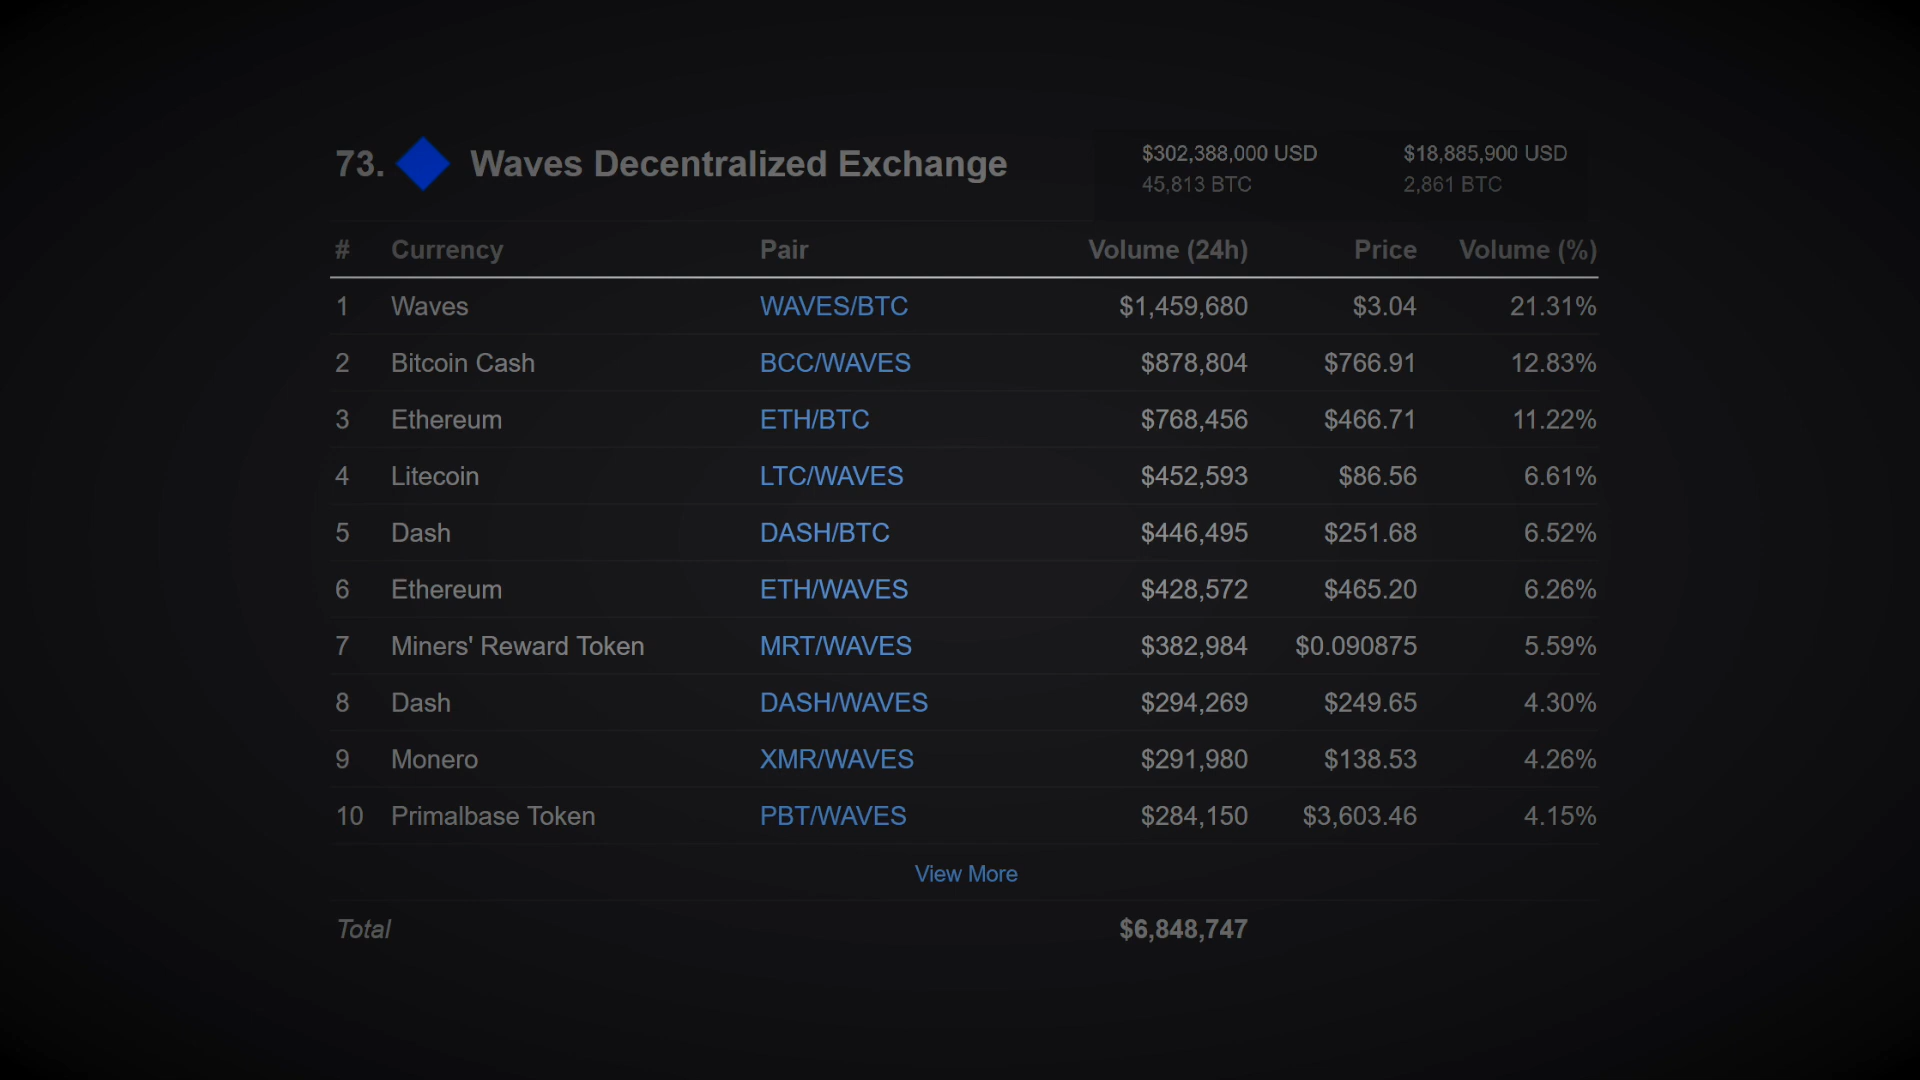 73. Waves Decentralized Exchange $302,388,000 USD $18,885,900 USD
45,813 BTC 2,861 BTC
# Currency Pair Volume (24h) Price Volume (%)
1 Waves WAVES/BTC $1,459,680 $3.04 21.31%
2 Bitcoin Cash BCC/WAVES $878,804 $766.91 12.83%
3 Ethereum ETH/BTC $768,456 $466.71 11.22%
4 Litecoin LTC/WAVES $452,593 $86.56 6.61%
5 Dash DASH/BTC $446,495 $251.68 6.52%
6 Ethereum ETH/WAVES $428,572 $465.20 6.26%
7 Miners' Reward Token MRT/WAVES $382,984 $0.090875 5.59%
8 Dash DASH/WAVES $294,269 $249.65 4.30%
9 Monero XMR/WAVES $291,980 $138.53 4.26%
10 Primalbase Token PBT/WAVES $284,150 $3,603.46 4.15%
View More
Total $6,848,747